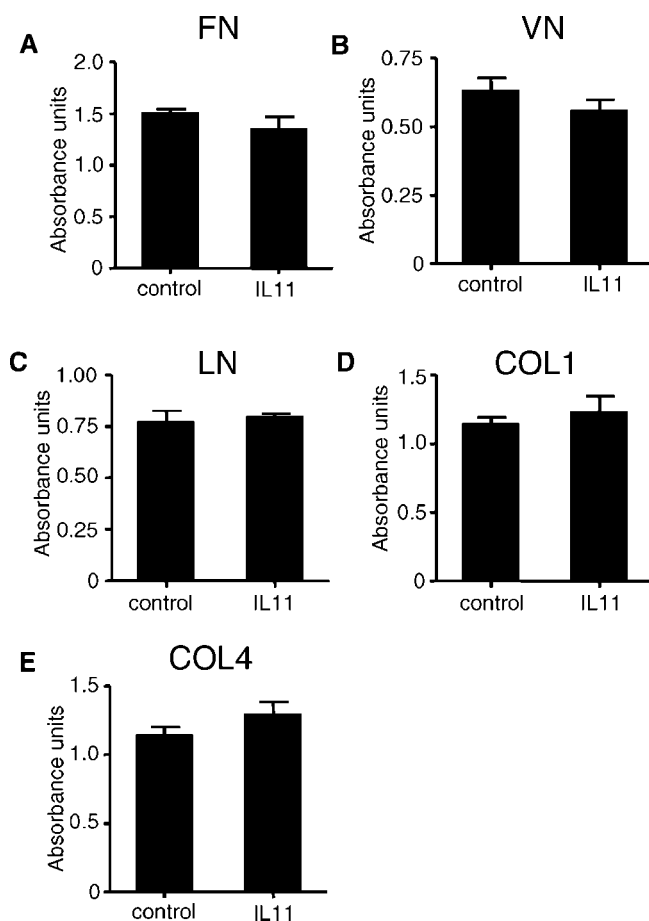 A
FN
Absorbance units
2.0
1.5
1.0
0.5
0
control
IL11
B
VN
Absorbance units
0.75
0.50
0.25
0
control
IL11
C
LN
Absorbance units
1.00
0.75
0.50
0.25
0
control
IL11
D
COL1
Absorbance units
1.5
1.0
0.5
0
control
IL11
E
COL4
Absorbance units
1.5
1.0
0.5
0
control
IL11